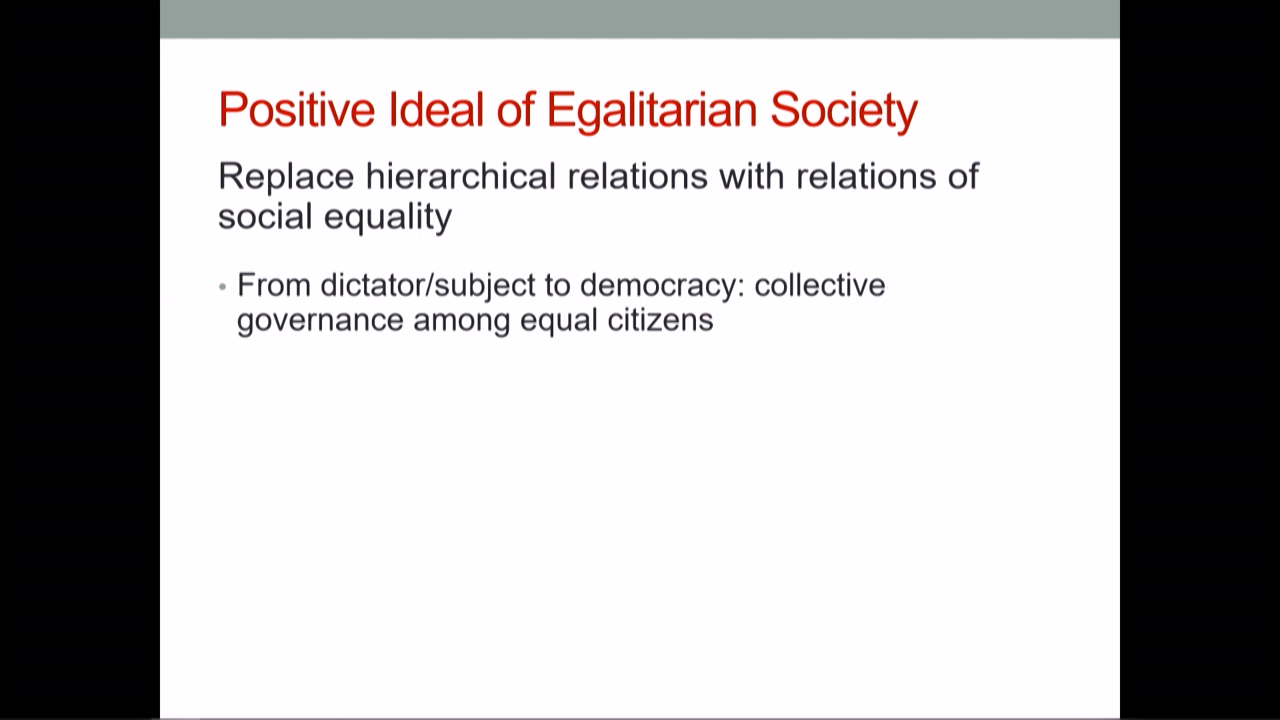 Positive Ideal of Egalitarian Society
Replace hierarchical relations with relations of
social equality
• From dictator/subject to democracy: collective
governance among equal citizens